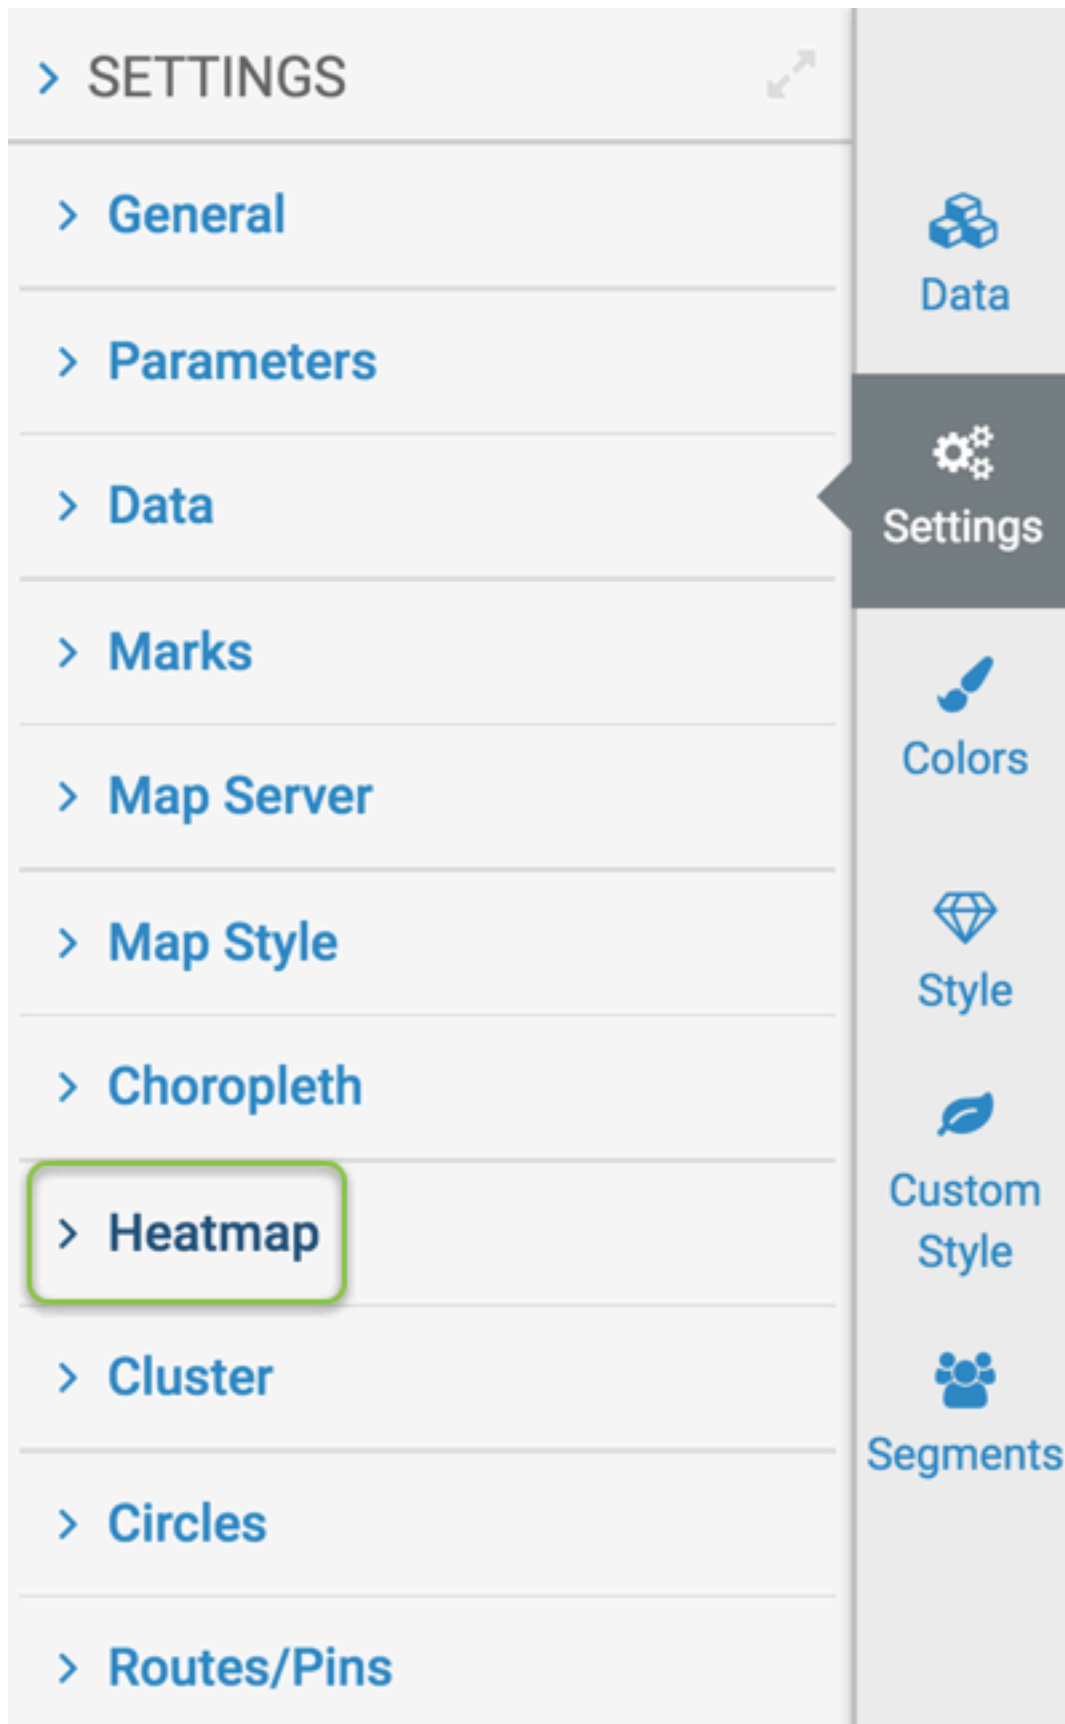 SETTINGS
General
Parameters
Data
Marks
Map Server
Map Style
Choropleth
Heatmap
Cluster
Circles
Routes/Pins
Data
Settings
Colors
Style
Custom
Style
Segments